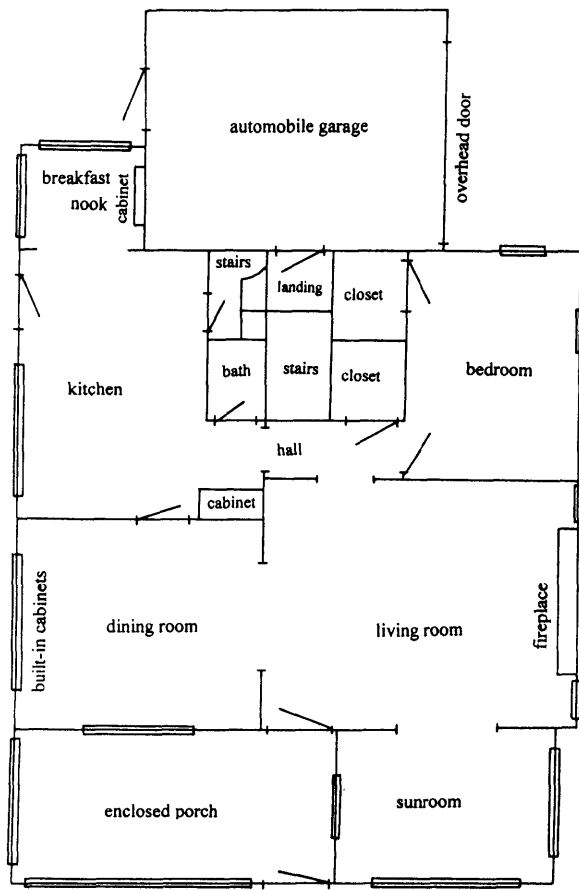 automobile garage
overhead door
breakfast
nook
cabinet
stairs
landing
closet
kitchen
bath
stairs
closet
bedroom
hall
cabinet
built-in cabinets
dining room
living room
fireplace
enclosed porch
sunroom